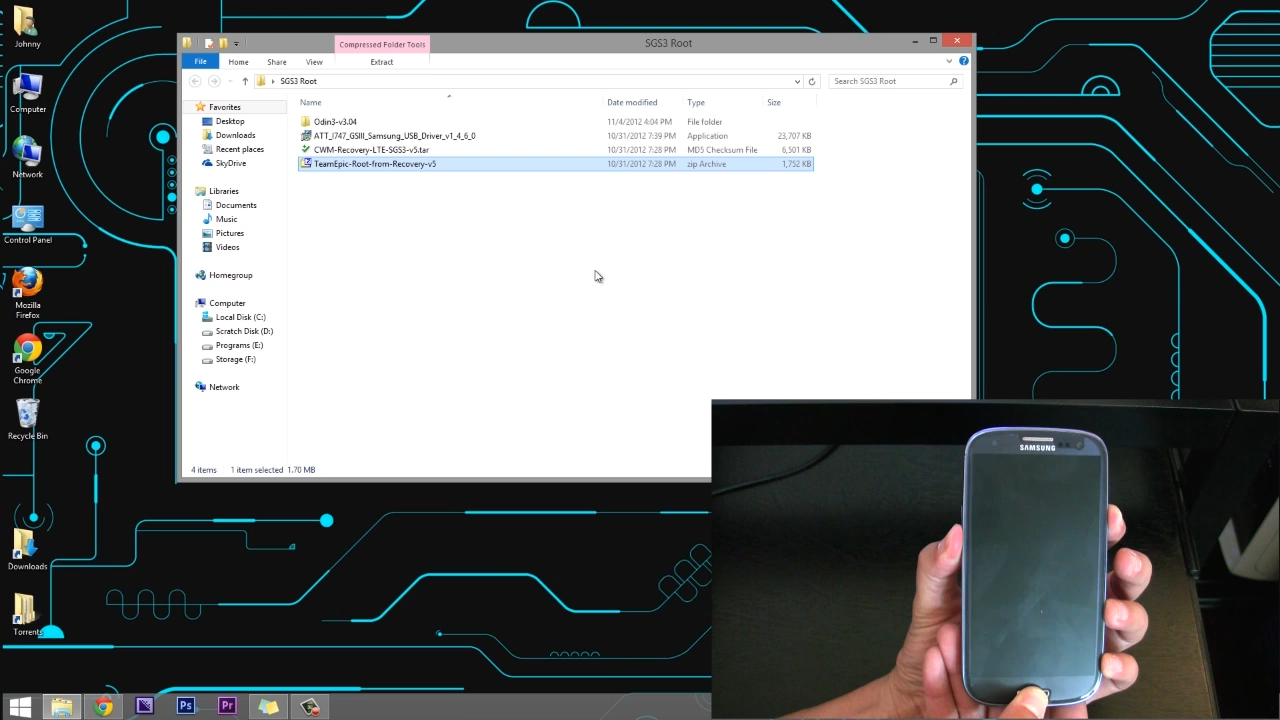 SGS3 Root
Compressed Folder Tools
File Home Share View Extract
SGS3 Root
Search SGS3 Root
Name Date modified Type Size
Odin3-v3.04 11/4/2012 4:04 PM File folder
ATT_I747_GSIII_Samsung_USB_Driver_v1_4_6_0 10/31/2012 7:39 PM Application 23,707 KB
CWM-Recovery-LTE-SGS3-v5.tar 10/31/2012 7:28 PM MD5 Checksum File 6,501 KB
TeamEpic-Root-from-Recovery-v5 10/31/2012 7:28 PM zip Archive 1,752 KB
Favorites
Desktop
Downloads
Recent places
SkyDrive
Libraries
Documents
Music
Pictures
Videos
Homegroup
Computer
Local Disk (C:)
Scratch Disk (D:)
Programs (E:)
Storage (F:)
Network
4 items 1 item selected 1.70 MB
Johnny
Computer
Network
Control Panel
Mozilla
Firefox
Google
Chrome
Recycle Bin
Downloads
Torrents
Ps
Pr
SAMSUNG